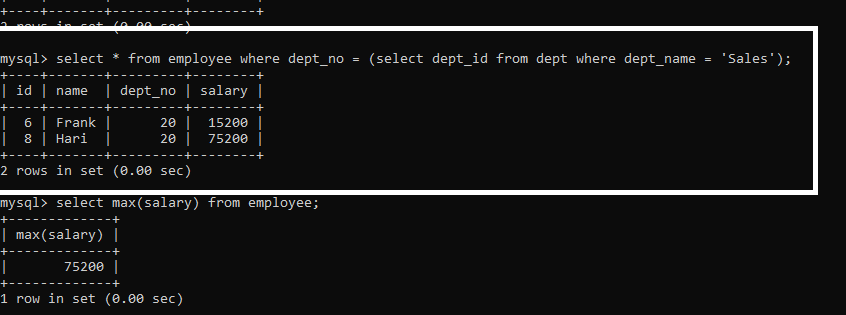 +----+-------+---------+--------+
2 rows in set (0.00 sec)
mysql> select * from employee where dept_no = (select dept_id from dept where dept_name = 'Sales');
+----+-------+---------+--------+
| id | name  | dept_no | salary |
+----+-------+---------+--------+
|  6 | Frank |      20 |  15200 |
|  8 | Hari  |      20 |  75200 |
+----+-------+---------+--------+
2 rows in set (0.00 sec)
mysql> select max(salary) from employee;
+-------------+
| max(salary) |
+-------------+
|       75200 |
+-------------+
1 row in set (0.00 sec)